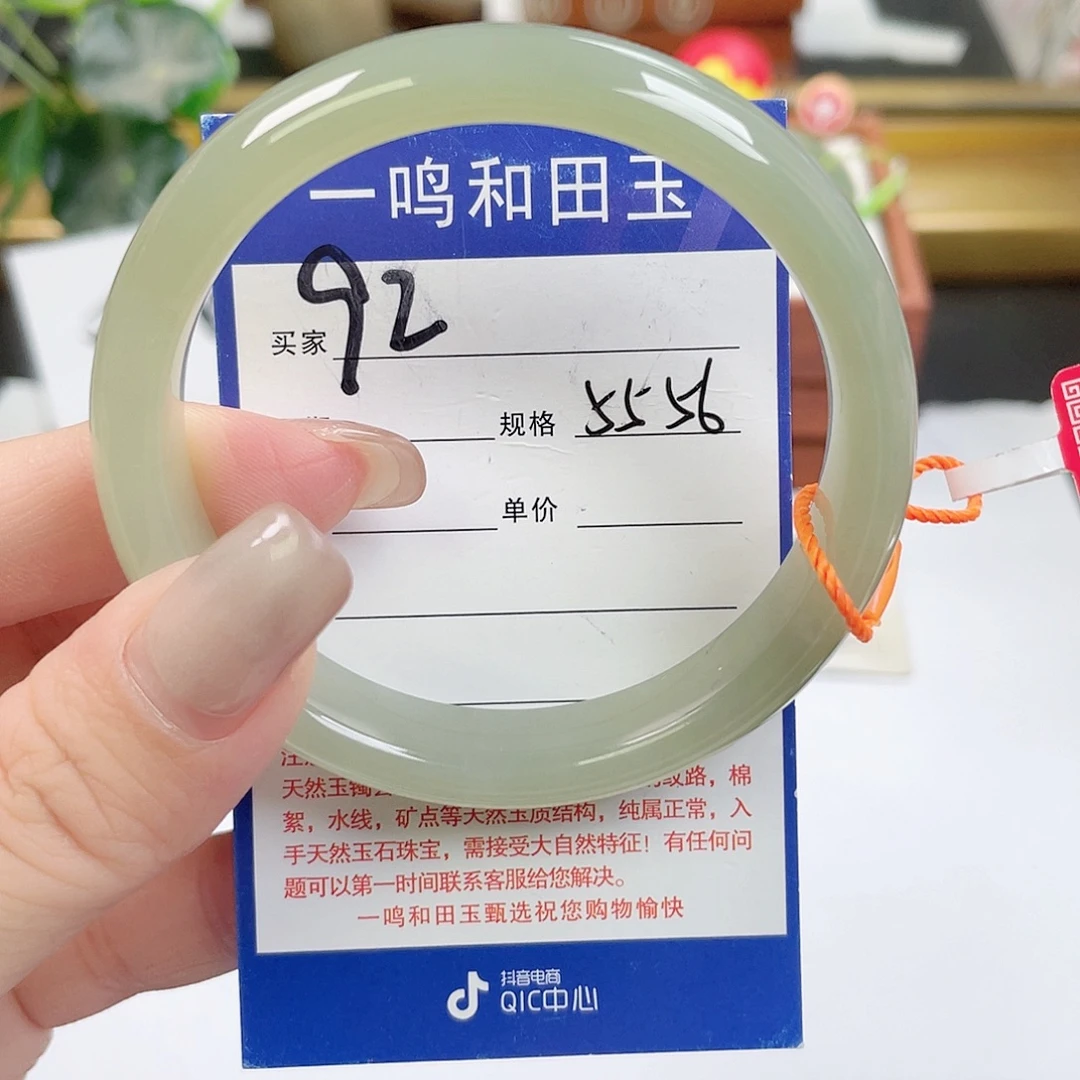 一鸣和田玉
买家 92
规格 5556
单价
天然玉镯
纹路，棉
絮，水线，矿点等天然玉质结构，纯属正常，入
手天然玉石珠宝，需接受大自然特征！有任何问
题可以第一时间联系客服给您解决。
一鸣和田玉甄选祝您购物愉快
抖音电商
QIC中心